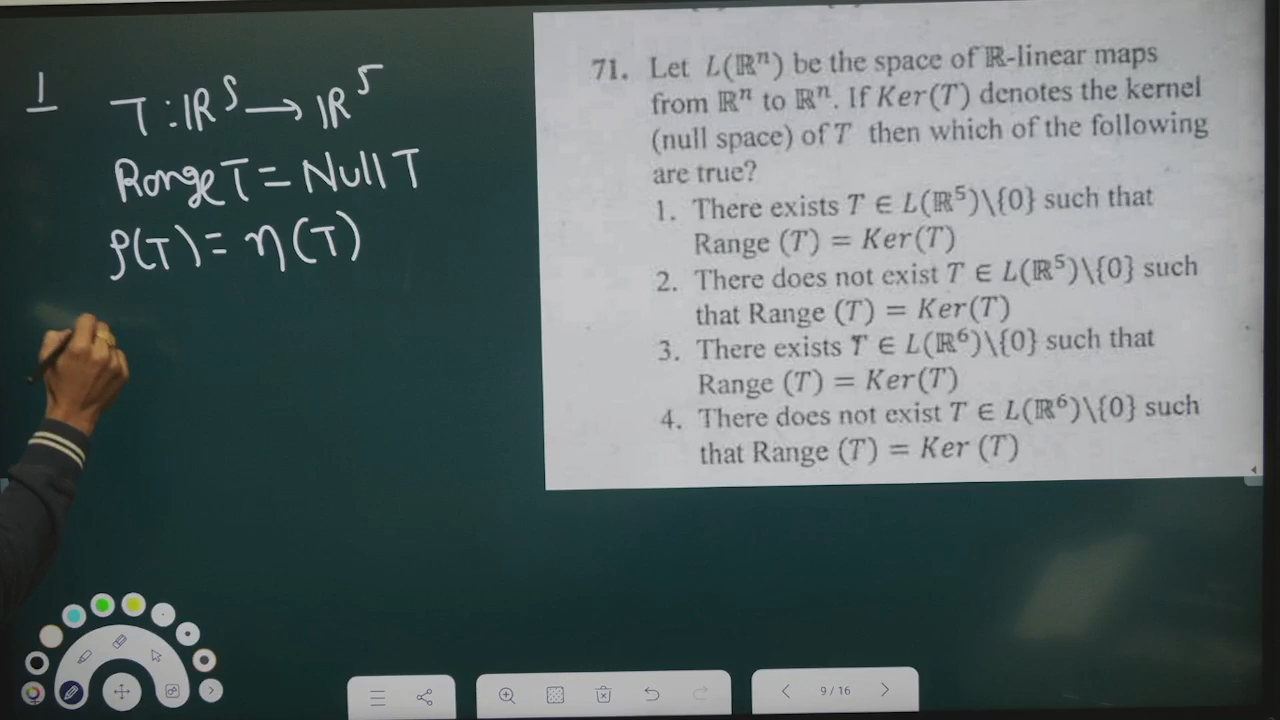 1
T : IR⁵ → IR⁵
Range T = Null T
ρ(T) = η(T)
71. Let L(ℝⁿ) be the space of ℝ-linear maps
from ℝⁿ to ℝⁿ. If Ker(T) denotes the kernel
(null space) of T then which of the following
are true?
1. There exists T ∈ L(ℝ⁵)\{0} such that
Range (T) = Ker(T)
2. There does not exist T ∈ L(ℝ⁵)\{0} such
that Range (T) = Ker(T)
3. There exists T ∈ L(ℝ⁶)\{0} such that
Range (T) = Ker(T)
4. There does not exist T ∈ L(ℝ⁶)\{0} such
that Range (T) = Ker (T)
9 / 16